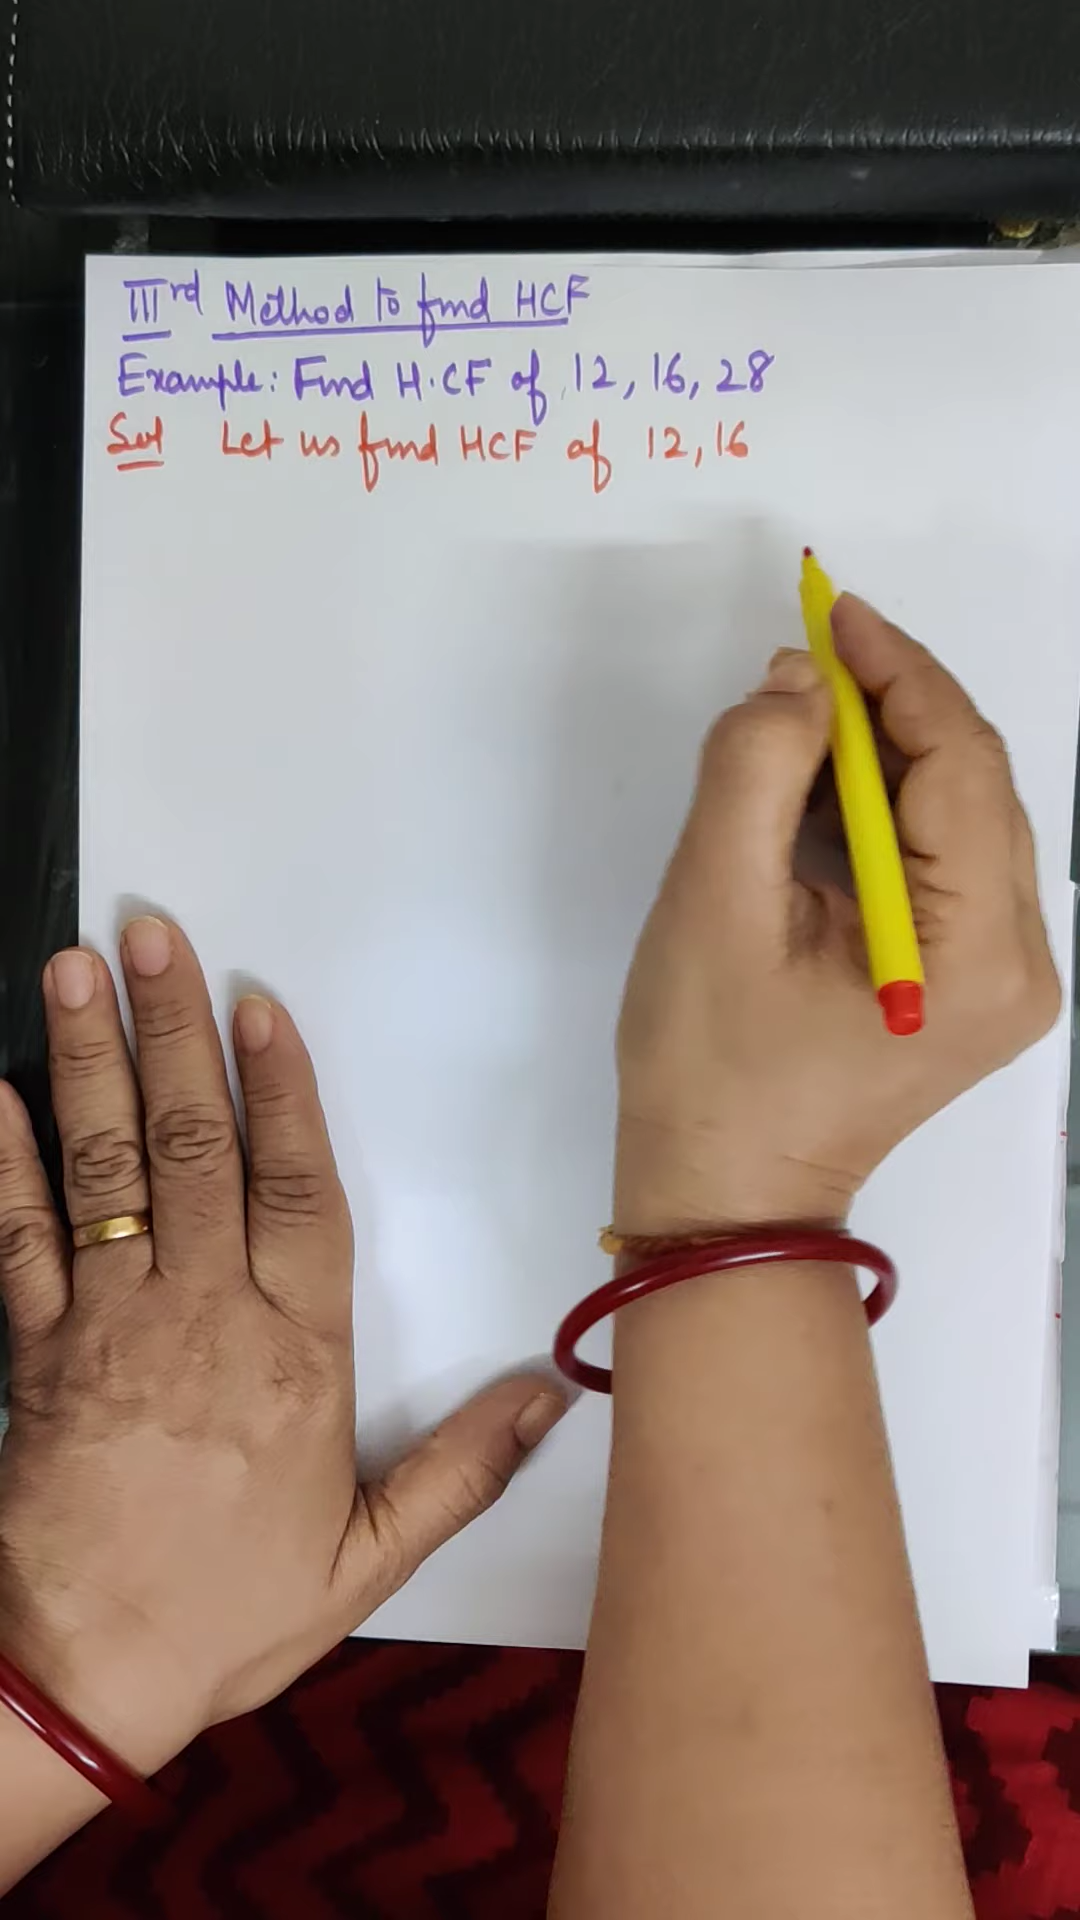 IIIrd Method to find HCF
Example: Find H.CF of 12, 16, 28
Sol Let us find HCF of 12, 16